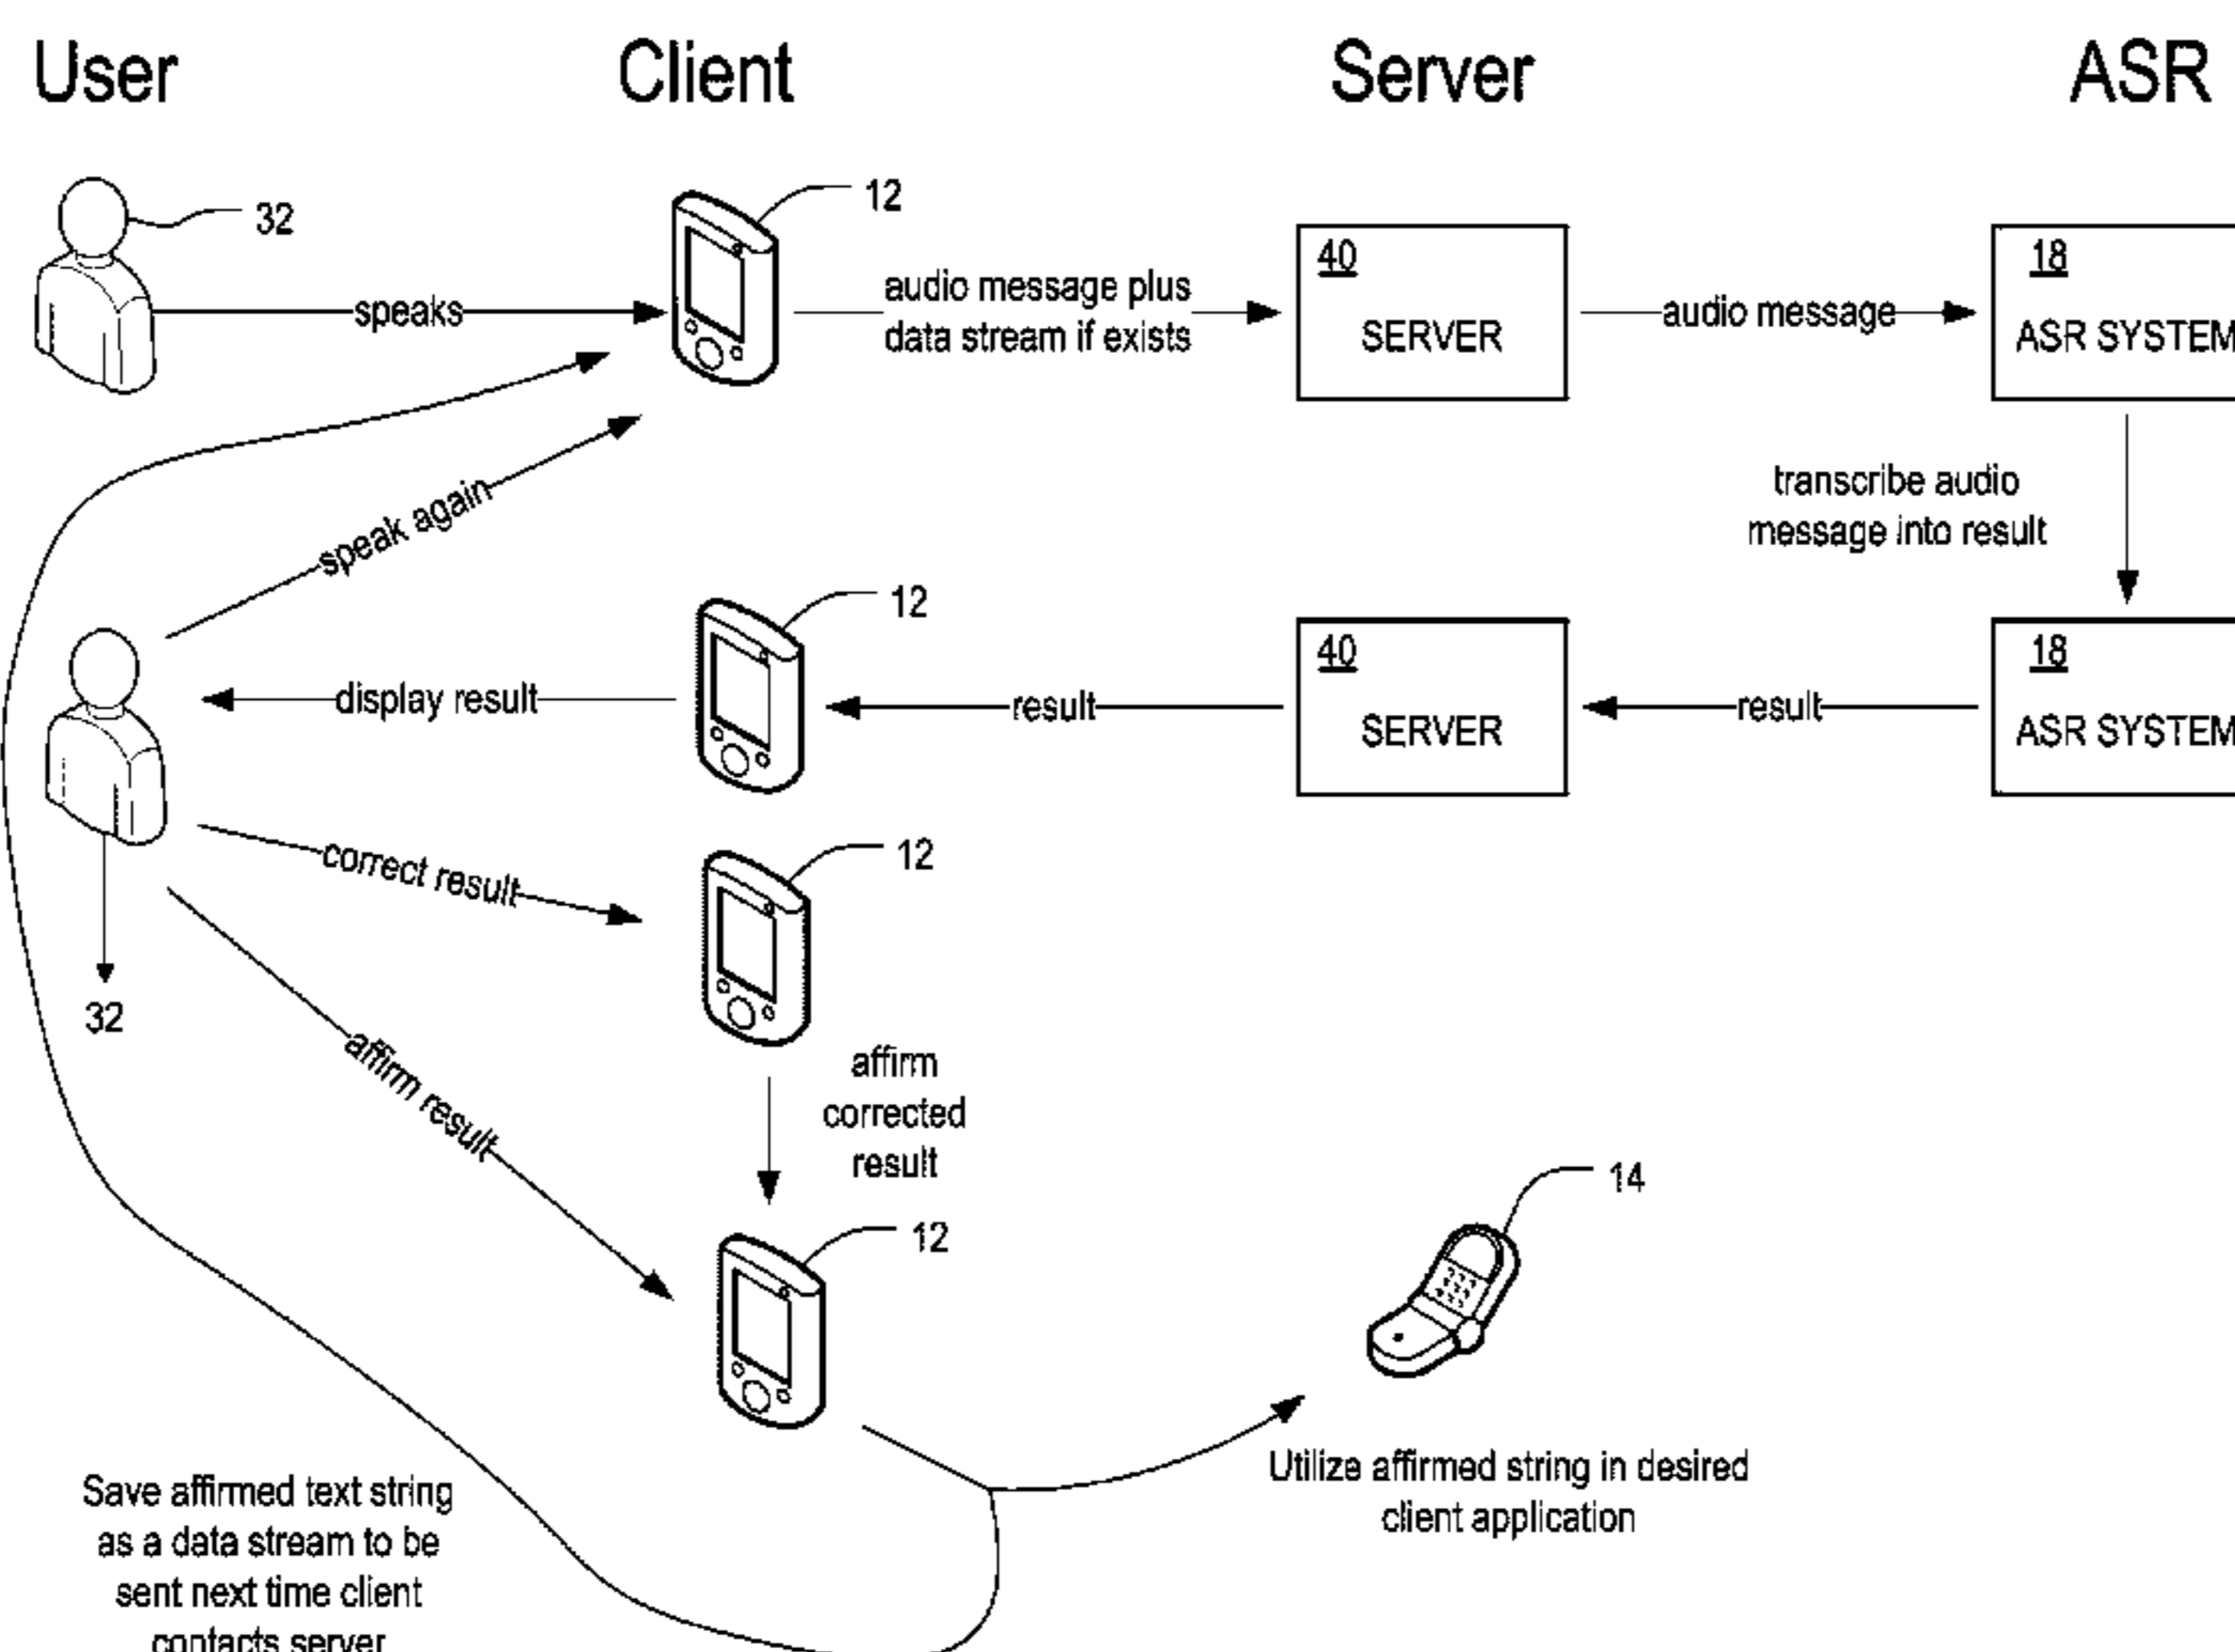 User Client Server ASR
32
12
speaks
audio message plus
data stream if exists
40
SERVER
audio message
18
ASR SYSTEM
speak again
transcribe audio
message into result
12
display result
result
40
SERVER
result
18
ASR SYSTEM
correct result
12
32
affirm result
affirm
corrected
result
12
14
Utilize affirmed string in desired
client application
Save affirmed text string
as a data stream to be
sent next time client
contacts server